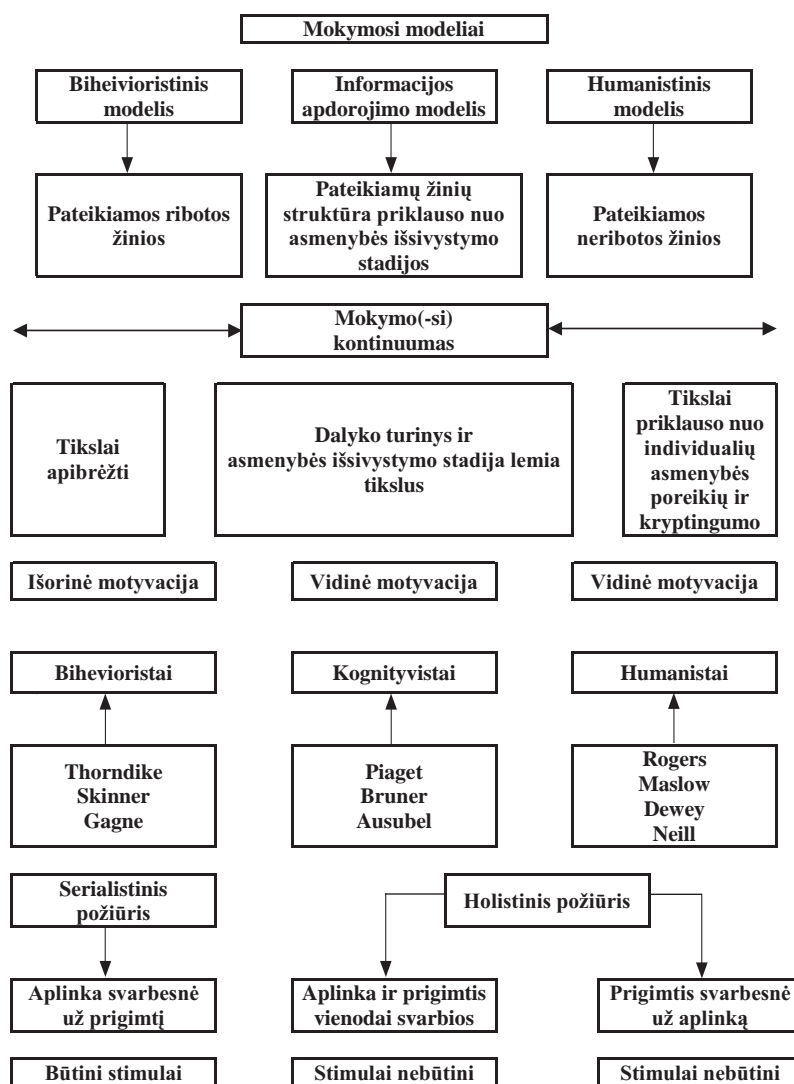 Mokymosi modeliai
Biheivioristinis
modelis
Informacijos
apdorojimo modelis
Humanistinis
modelis
Pateikiamos ribotos
žinios
Pateikiamų žinių
struktūra priklauso nuo
asmenybės išsivystymo
stadijos
Pateikiamos
neribotos žinios
Mokymo(-si)
kontinuumas
Tikslai
apibrėžti
Dalyko turinys ir
asmenybės išsivystymo stadija lemia
tikslus
Tikslai
priklauso nuo
individualių
asmenybės
poreikių ir
kryptingumo
Išorinė motyvacija
Vidinė motyvacija
Vidinė motyvacija
Bihevioristai
Kognityvistai
Humanistai
Thorndike
Skinner
Gagne
Piaget
Bruner
Ausubel
Rogers
Maslow
Dewey
Neill
Serialistinis
požiūris
Holistinis požiūris
Aplinka svarbesnė
už prigimtį
Aplinka ir prigimtis
vienodai svarbios
Prigimtis svarbesnė
už aplinką
Būtini stimulai
Stimulai nebūtini
Stimulai nebūtini